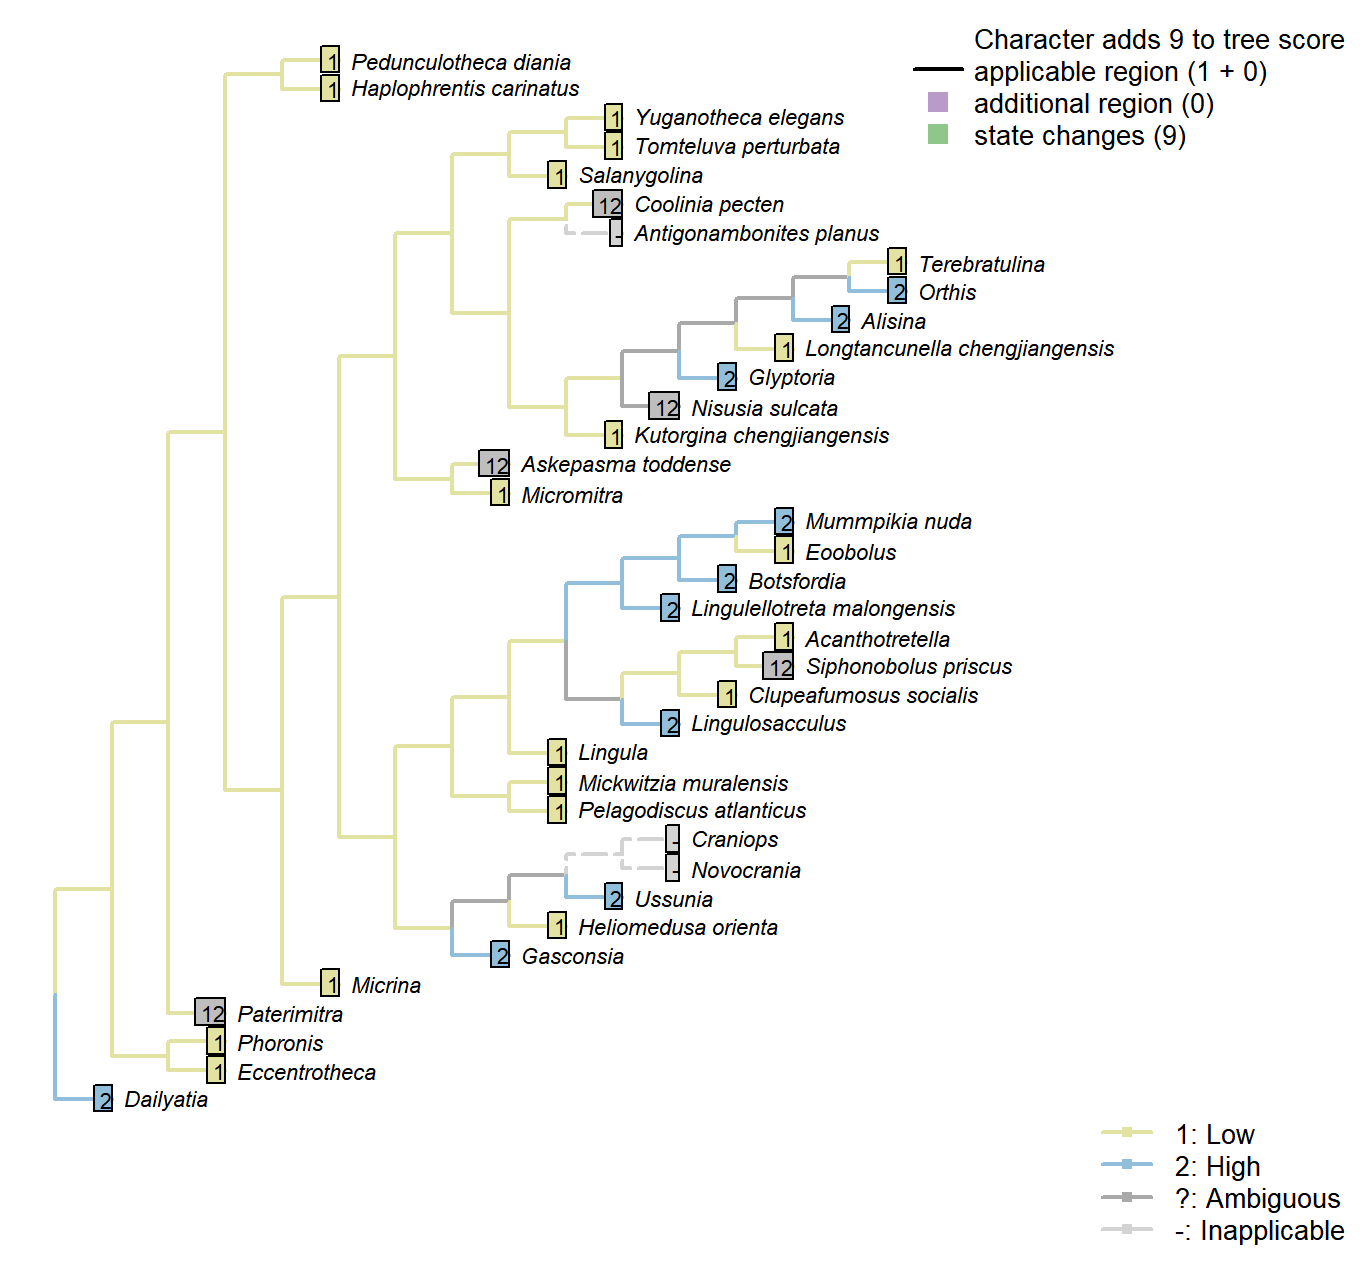 Character adds 9 to tree score
applicable region (1 + 0)
additional region (0)
state changes (9)
1 Pedunculotheca diania
1 Haplophrentis carinatus
1 Yuganotheca elegans
1 Tomteluva perturbata
1 Salanygolina
12 Coolinia pecten
- Antigonambonites planus
1 Terebratulina
2 Orthis
2 Alisina
1 Longtancunella chengjiangensis
2 Glyptoria
12 Nisusia sulcata
1 Kutorgina chengjiangensis
12 Askepasma toddense
1 Micromitra
2 Mummpikia nuda
1 Eoobolus
2 Botsfordia
2 Lingulellotreta malongensis
1 Acanthotretella
12 Siphonobolus priscus
1 Clupeafumosus socialis
2 Lingulosacculus
1 Lingula
1 Mickwitzia muralensis
1 Pelagodiscus atlanticus
- Craniops
- Novocrania
2 Ussunia
1 Heliomedusa orienta
2 Gasconsia
1 Micrina
12 Paterimitra
1 Phoronis
1 Eccentrotheca
2 Dailyatia
1: Low
2: High
?: Ambiguous
-: Inapplicable